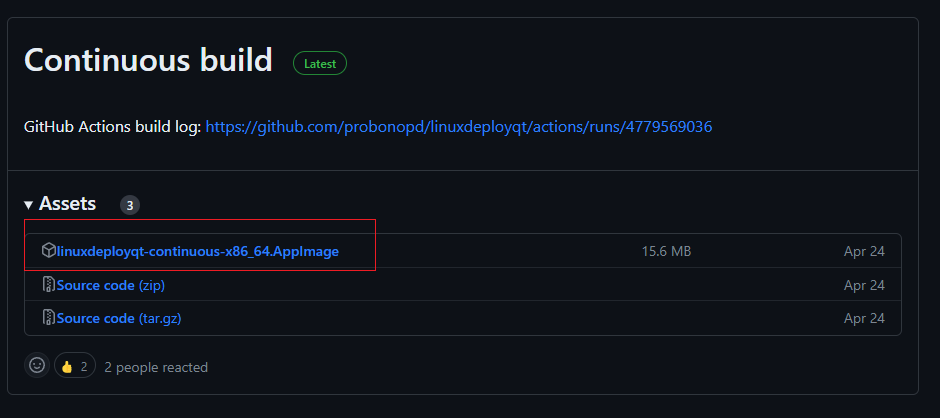 Continuous build Latest
GitHub Actions build log: https://github.com/probonopd/linuxdeployqt/actions/runs/4779569036
Assets 3
linuxdeployqt-continuous-x86_64.AppImage 15.6 MB Apr 24
Source code (zip) Apr 24
Source code (tar.gz) Apr 24
2 2 people reacted